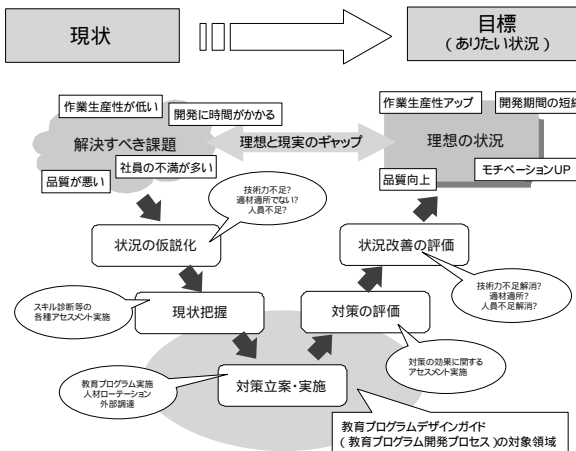 現状
目標
(ありたい状況)
作業生産性が低い
開発に時間がかかる
解決すべき課題
社員の不満が多い
品質が悪い
理想と現実のギャップ
作業生産性アップ
開発期間の短
理想の状況
モチベーションUP
品質向上
技術力不足?
適材適所でない?
人員不足?
状況の仮説化
状況改善の評価
技術力不足解消?
適材適所?
人員不足解消?
スキル診断等の
各種アセスメント実施
現状把握
対策の評価
対策の効果に関する
アセスメント実施
教育プログラム実施
人材ローテーション
外部調達
対策立案・実施
教育プログラムデザインガイド
(教育プログラム開発プロセス)の対象領域